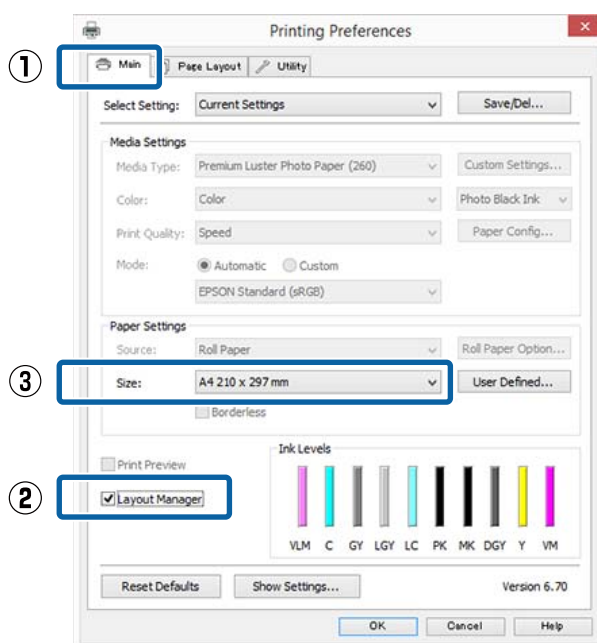 Printing Preferences
①
Main
Page Layout
Utility
Select Setting:
Current Settings
Save/Del...
Media Settings
Media Type:
Premium Luster Photo Paper (260)
Custom Settings...
Color:
Color
Photo Black Ink
Print Quality:
Speed
Paper Config...
Mode:
Automatic
Custom
EPSON Standard (sRGB)
Paper Settings
Source:
Roll Paper
Roll Paper Option...
③
Size:
A4 210 x 297 mm
User Defined...
Borderless
Print Preview
②
Layout Manager
Ink Levels
VLM C GY LGY LC PK MK DGY Y VM
Reset Defaults
Show Settings...
Version 6.70
OK
Cancel
Help